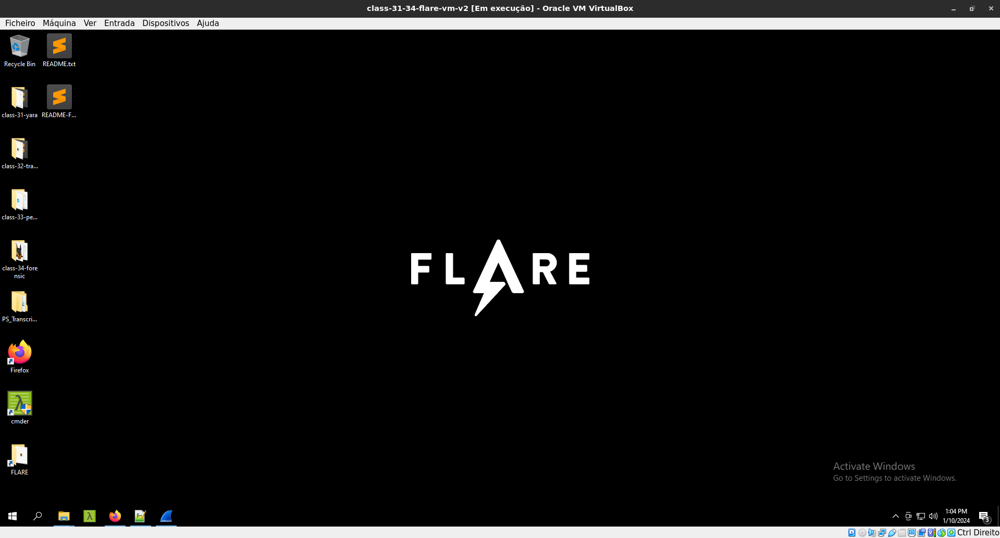 class-31-34-flare-vm-v2 [Em execução] - Oracle VM VirtualBox
Ficheiro Máquina Ver Entrada Dispositivos Ajuda
Recycle Bin
README.txt
class-31-yara
README-F...
class-32-tra...
class-33-pe...
class-34-fore
nsic
PS_Transcri...
Firefox
cmder
FLARE
FLARE
Activate Windows
Go to Settings to activate Windows.
1:04 PM
1/10/2024
3
Ctrl Direito